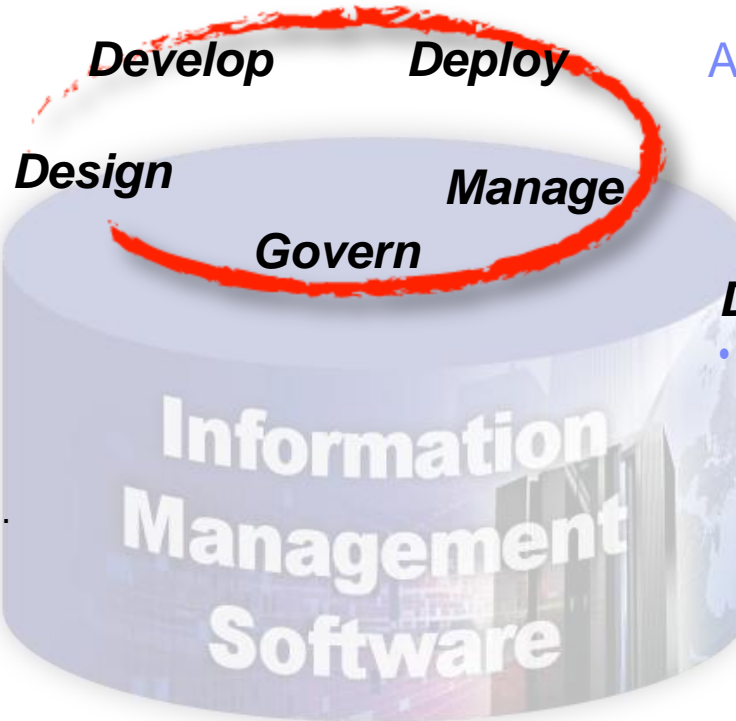 Develop Deploy A
Design
Manage
Govern
•
.
Information
Management
Software